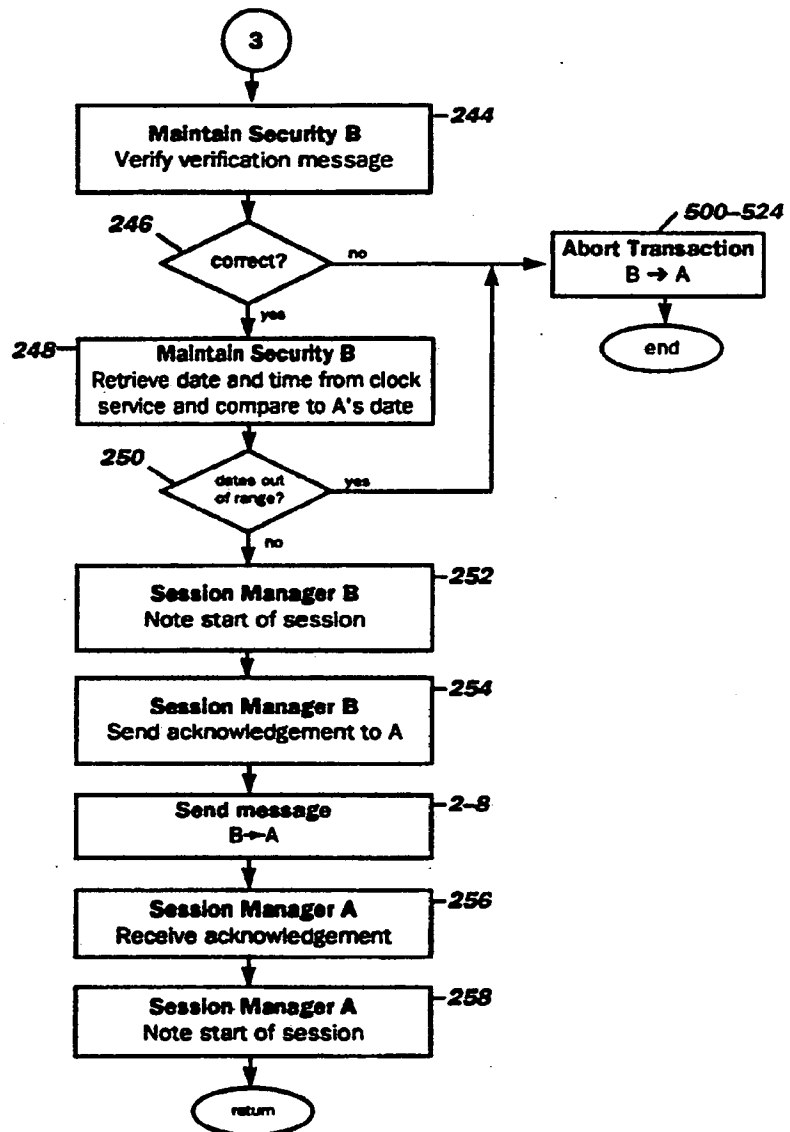 3
Maintain Security B
Verify verification message
244
246
correct?
no
yes
500-524
Abort Transaction
B → A
end
248
Maintain Security B
Retrieve date and time from clock
service and compare to A's date
250
dates out
of range?
yes
no
Session Manager B
Note start of session
252
Session Manager B
Send acknowledgement to A
254
Send message
B→A
2-8
Session Manager A
Receive acknowledgement
256
Session Manager A
Note start of session
258
return